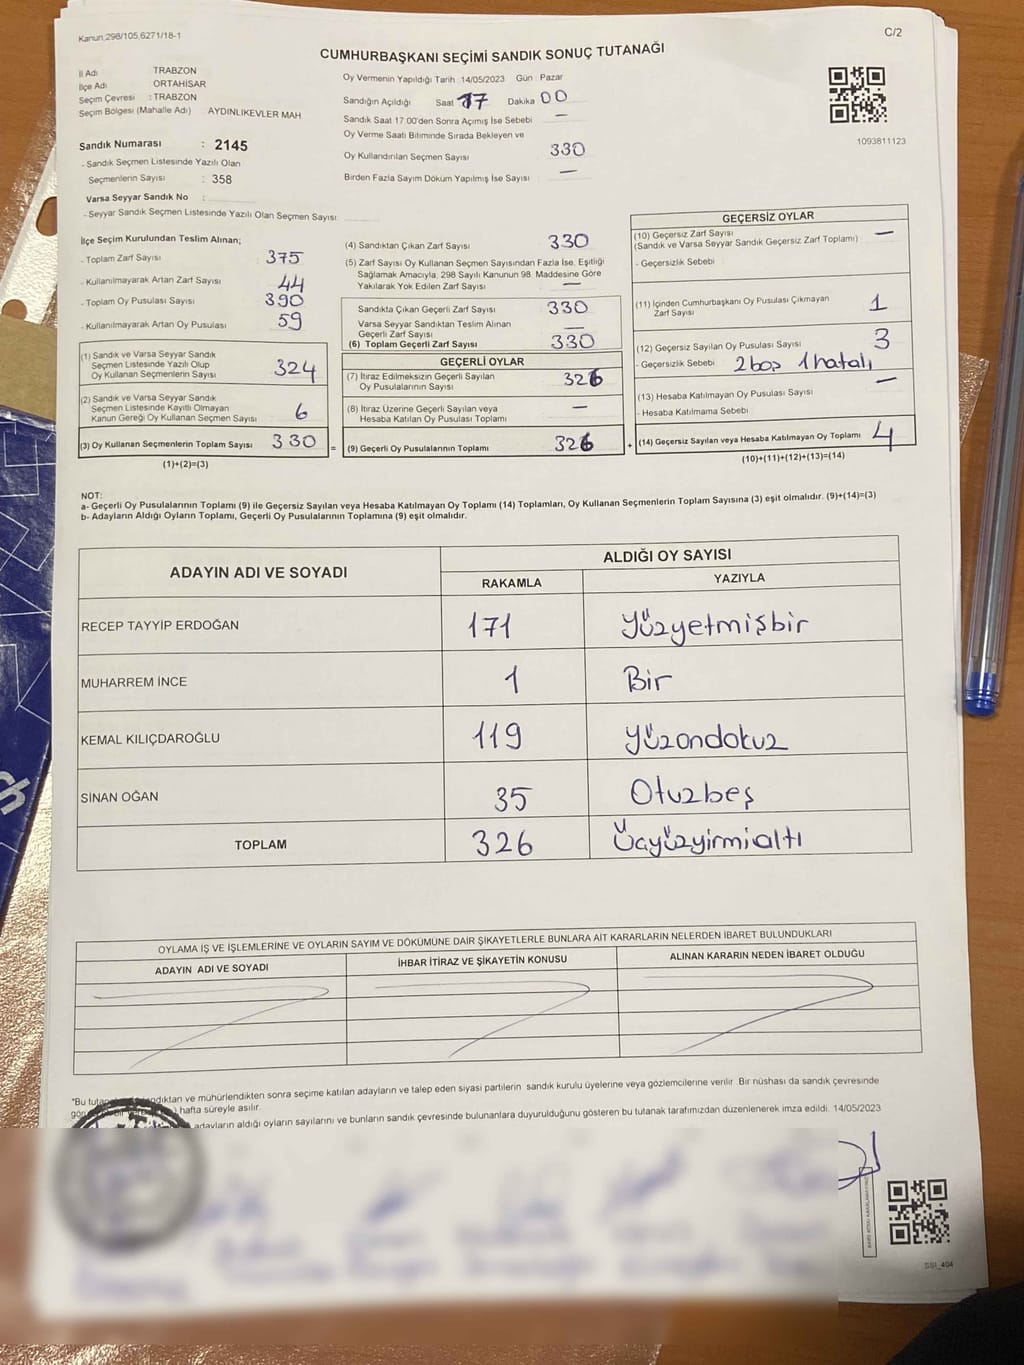 Kanun,298/105,6271/18-1
C/2
CUMHURBAŞKANI SEÇİMİ SANDIK SONUÇ TUTANAĞI
İl Adı TRABZON
İlçe Adı ORTAHİSAR
Seçim Çevresi : TRABZON
Seçim Bölgesi (Mahalle Adı) AYDINLIKEVLER MAH
Sandık Numarası : 2145
- Sandık Seçmen Listesinde Yazılı Olan
Seçmenlerin Sayısı : 358
Varsa Seyyar Sandık No :
- Seyyar Sandık Seçmen Listesinde Yazılı Olan Seçmen Sayısı
Oy Vermenin Yapıldığı Tarih 14/05/2023 Gün : Pazar
Sandığın Açıldığı Saat 17 Dakika 00
Sandık Saat 17.00'den Sonra Açımış İse Sebebi —
Oy Verme Saati Bitiminde Sırada Bekleyen ve
Oy Kullandırılan Seçmen Sayısı 330
Birden Fazla Sayım Döküm Yapılmış İse Sayısı —
1093811123
İlçe Seçim Kurulundan Teslim Alınan;
- Toplam Zarf Sayısı 375
- Kullanılmayarak Artan Zarf Sayısı 44
- Toplam Oy Pusulası Sayısı 390
- Kullanılmayarak Artan Oy Pusulası 59
(1) Sandık ve Varsa Seyyar Sandık
Seçmen Listesinde Yazılı Olup
Oy Kullanan Seçmenlerin Sayısı 324
(2) Sandık ve Varsa Seyyar Sandık
Seçmen Listesinde Kayıtlı Olmayan
Kanun Gereği Oy Kullanan Seçmen Sayısı 6
(3) Oy Kullanan Seçmenlerin Toplam Sayısı 330
(1)+(2)=(3)
(4) Sandıktan Çıkan Zarf Sayısı 330
(5) Zarf Sayısı Oy Kullanan Seçmen Sayısından Fazla İse, Eşitliği
Sağlamak Amacıyla, 298 Sayılı Kanunun 98. Maddesine Göre
Yakılarak Yok Edilen Zarf Sayısı —
Sandıkta Çıkan Geçerli Zarf Sayısı 330
Varsa Seyyar Sandıktan Teslim Alınan
Geçerli Zarf Sayısı —
(6) Toplam Geçerli Zarf Sayısı 330
GEÇERLİ OYLAR
(7) İtiraz Edilmeksizin Geçerli Sayılan
Oy Pusulalarının Sayısı 326
(8) İtiraz Üzerine Geçerli Sayılan veya
Hesaba Katılan Oy Pusulası Toplamı —
= (9) Geçerli Oy Pusulalarının Toplamı 326
GEÇERSİZ OYLAR
(10) Geçersiz Zarf Sayısı —
(Sandık ve Varsa Seyyar Sandık Geçersiz Zarf Toplamı)
- Geçersizlik Sebebi
(11) İçinden Cumhurbaşkanı Oy Pusulası Çıkmayan
Zarf Sayısı 1
(12) Geçersiz Sayılan Oy Pusulası Sayısı 3
- Geçersizlik Sebebi 2 boş 1 hatalı
(13) Hesaba Katılmayan Oy Pusulası Sayısı —
- Hesaba Katılmama Sebebi
+ (14) Geçersiz Sayılan veya Hesaba Katılmayan Oy Toplamı 4
(10)+(11)+(12)+(13)=(14)
NOT:
a- Geçerli Oy Pusulalarının Toplamı (9) ile Geçersiz Sayılan veya Hesaba Katılmayan Oy Toplamı (14) Toplamları, Oy Kullanan Seçmenlerin Toplam Sayısına (3) eşit olmalıdır. (9)+(14)=(3)
b- Adayların Aldığı Oyların Toplamı, Geçerli Oy Pusulalarının Toplamına (9) eşit olmalıdır.
ADAYIN ADI VE SOYADI ALDIĞI OY SAYISI
RAKAMLA YAZIYLA
RECEP TAYYİP ERDOĞAN 171 Yüzyetmişbir
MUHARREM İNCE 1 Bir
KEMAL KILIÇDAROĞLU 119 Yüzondokuz
SİNAN OĞAN 35 Otuzbeş
TOPLAM 326 Üçyüzyirmialtı
OYLAMA İŞ VE İŞLEMLERİNE VE OYLARIN SAYIM VE DÖKÜMÜNE DAİR ŞİKAYETLERLE BUNLARA AİT KARARLARIN NELERDEN İBARET BULUNDUKLARI
ADAYIN ADI VE SOYADI İHBAR İTİRAZ VE ŞİKAYETİN KONUSU ALINAN KARARIN NEDEN İBARET OLDUĞU
*Bu ve mühürlendikten sonra seçime katılan adayların ve talep eden siyasi partilerin sandık kurulu üyelerine veya gözlemcilerine verilir. Bir nüshası da sandık çevresinde
hafta süreyle asılır.
adayların aldığı oyların sayılarını ve bunların sandık çevresinde bulunanlara duyurulduğunu gösteren bu tutanak tarafımızdan düzenlenerek imza edildi. 14/05/2023
SSI_404